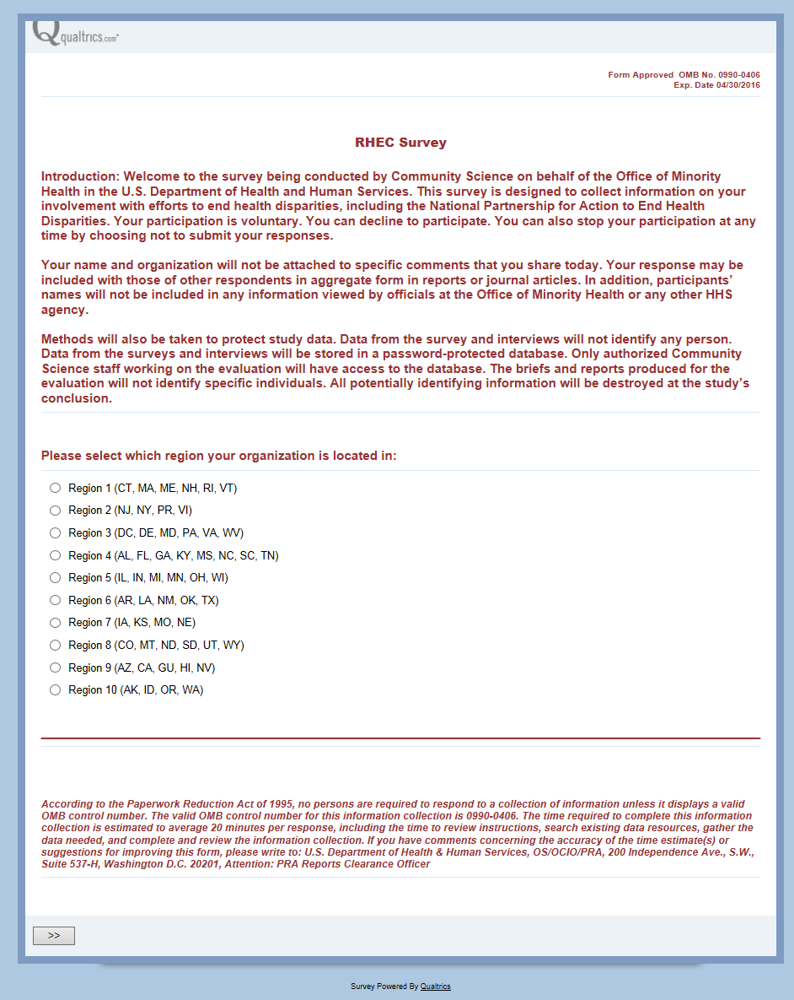 Qualtrics.com
Form Approved OMB No. 0990-0406
Exp. Date 04/30/2016
RHEC Survey
Introduction: Welcome to the survey being conducted by Community Science on behalf of the Office of Minority
Health in the U.S. Department of Health and Human Services. This survey is designed to collect information on your
involvement with efforts to end health disparities, including the National Partnership for Action to End Health
Disparities. Your participation is voluntary. You can decline to participate. You can also stop your participation at any
time by choosing not to submit your responses.
Your name and organization will not be attached to specific comments that you share today. Your response may be
included with those of other respondents in aggregate form in reports or journal articles. In addition, participants’
names will not be included in any information viewed by officials at the Office of Minority Health or any other HHS
agency.
Methods will also be taken to protect study data. Data from the survey and interviews will not identify any person.
Data from the surveys and interviews will be stored in a password-protected database. Only authorized Community
Science staff working on the evaluation will have access to the database. The briefs and reports produced for the
evaluation will not identify specific individuals. All potentially identifying information will be destroyed at the study’s
conclusion.
Please select which region your organization is located in:
Region 1 (CT, MA, ME, NH, RI, VT)
Region 2 (NJ, NY, PR, VI)
Region 3 (DC, DE, MD, PA, VA, WV)
Region 4 (AL, FL, GA, KY, MS, NC, SC, TN)
Region 5 (IL, IN, MI, MN, OH, WI)
Region 6 (AR, LA, NM, OK, TX)
Region 7 (IA, KS, MO, NE)
Region 8 (CO, MT, ND, SD, UT, WY)
Region 9 (AZ, CA, GU, HI, NV)
Region 10 (AK, ID, OR, WA)
According to the Paperwork Reduction Act of 1995, no persons are required to respond to a collection of information unless it displays a valid
OMB control number. The valid OMB control number for this information collection is 0990-0406. The time required to complete this information
collection is estimated to average 20 minutes per response, including the time to review instructions, search existing data resources, gather the
data needed, and complete and review the information collection. If you have comments concerning the accuracy of the time estimate(s) or
suggestions for improving this form, please write to: U.S. Department of Health & Human Services, OS/OCIO/PRA, 200 Independence Ave., S.W.,
Suite 537-H, Washington D.C. 20201, Attention: PRA Reports Clearance Officer
>>
Survey Powered By Qualtrics